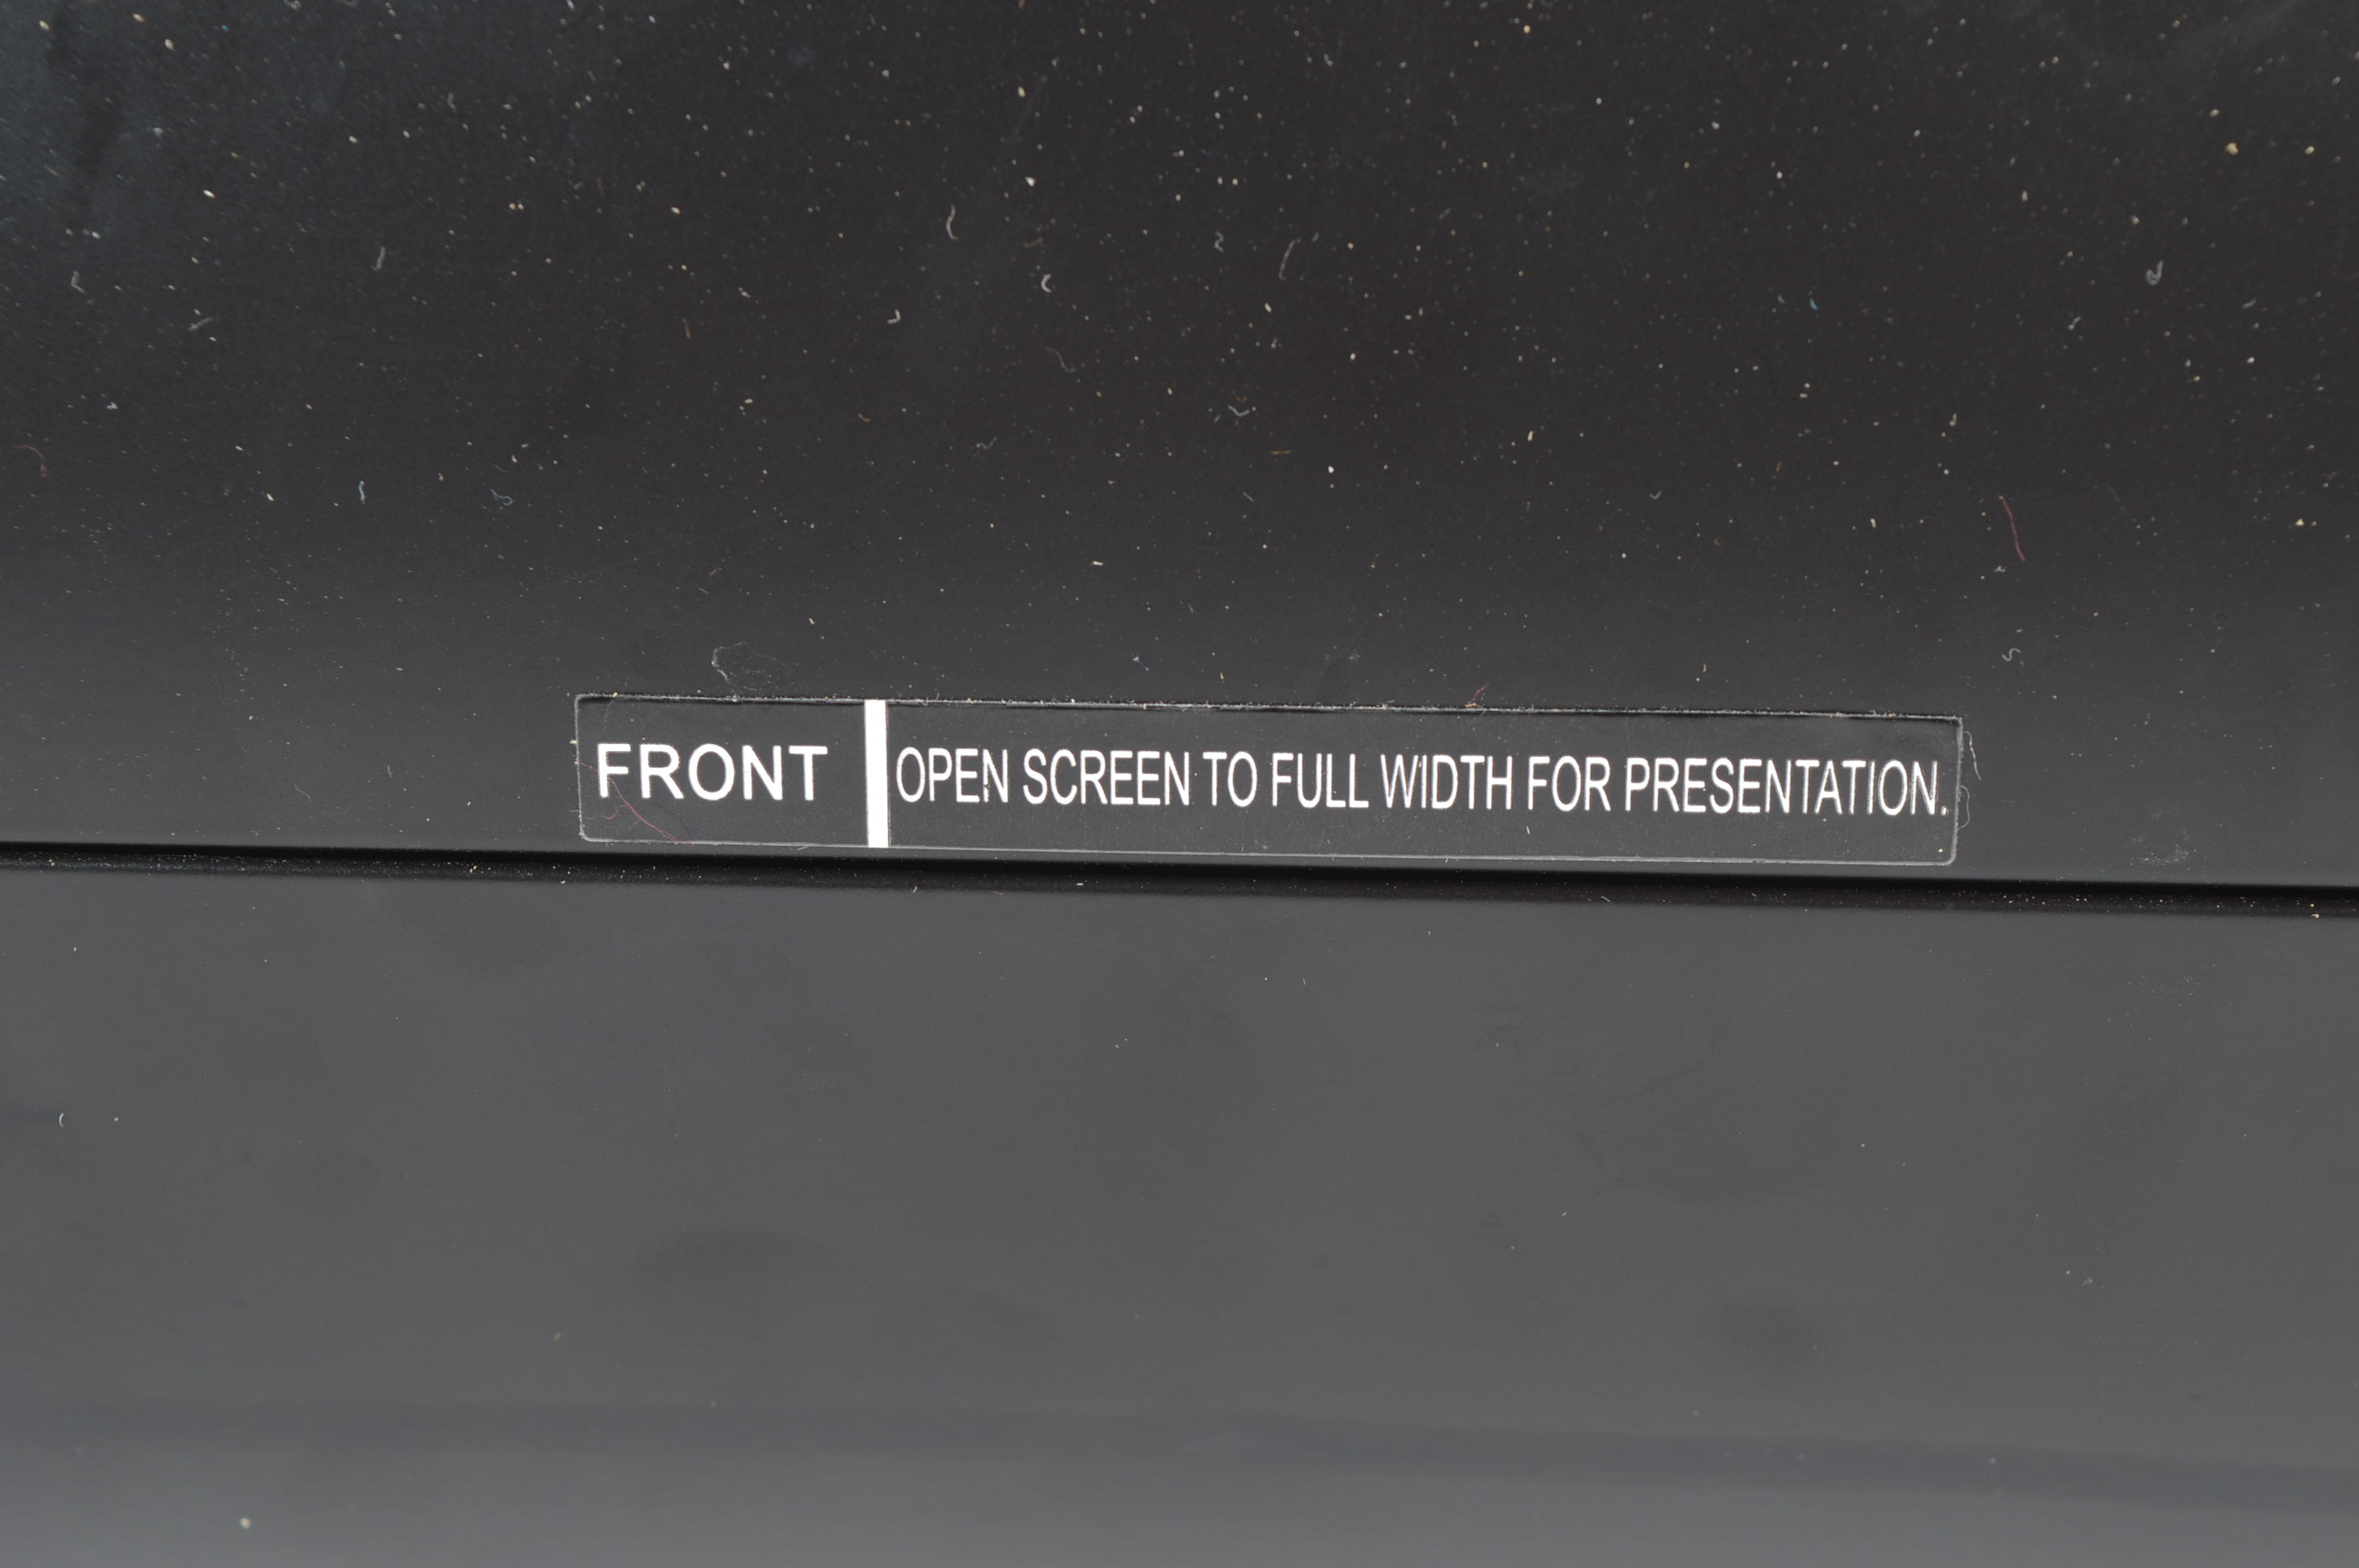 FRONT OPEN SCREEN TO FULL WIDTH FOR PRESENTATION.